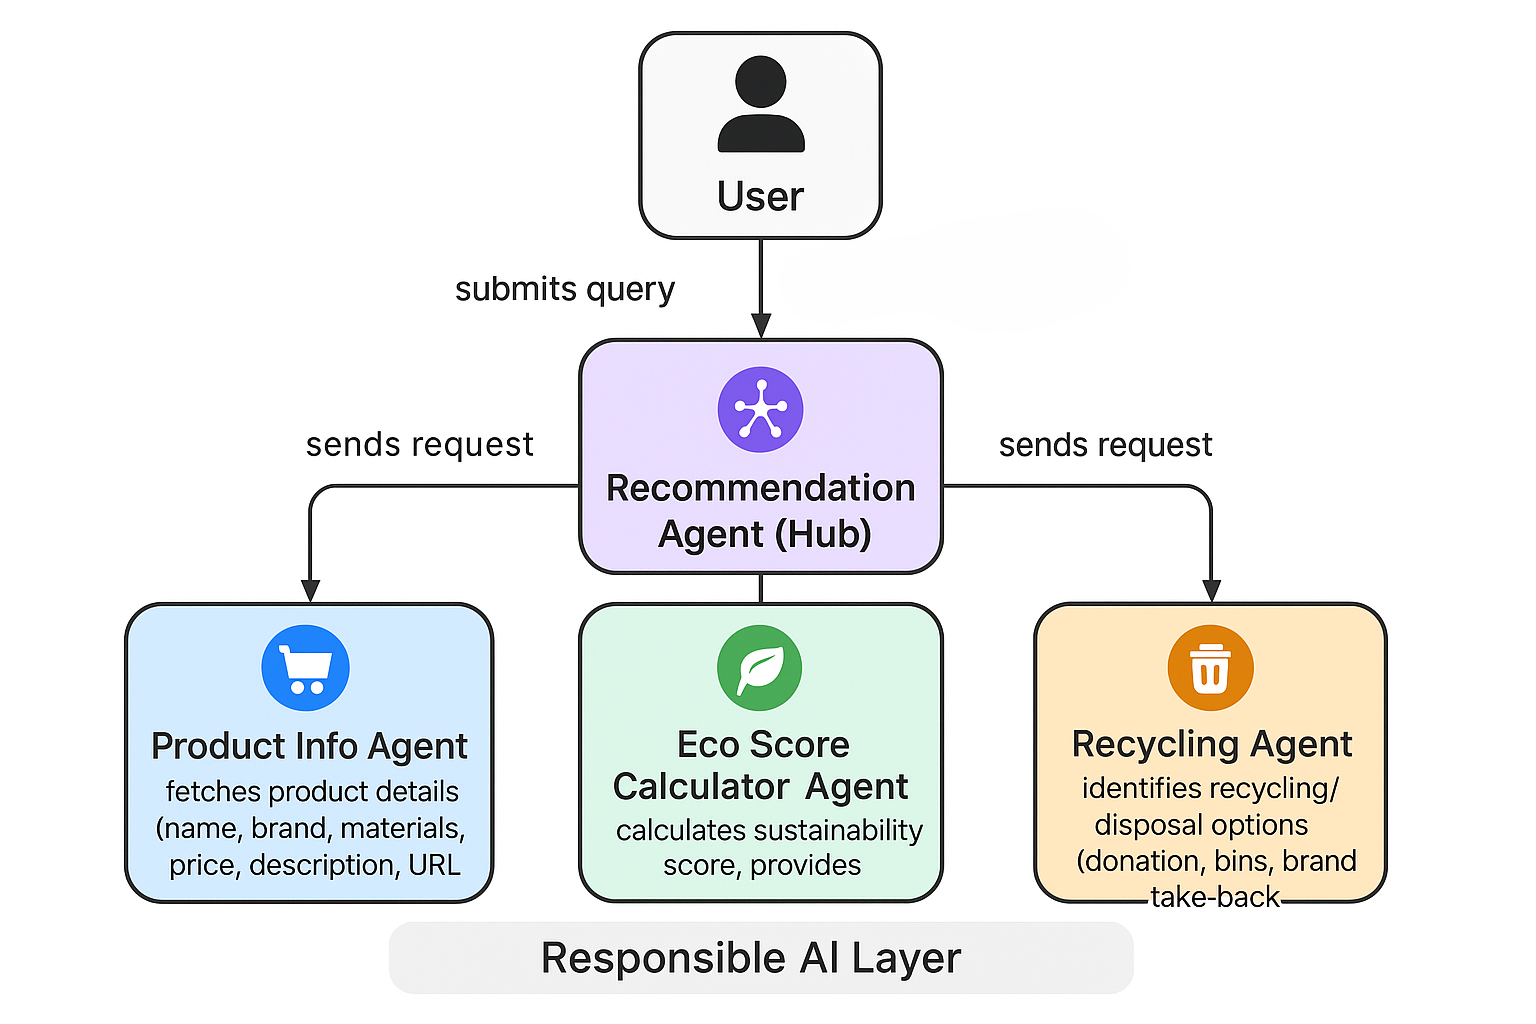 User
submits query
sends request
sends request
Recommendation
Agent (Hub)
Product Info Agent
fetches product details
(name, brand, materials,
price, description, URL
Eco Score
Calculator Agent
calculates sustainability
score, provides
Recycling Agent
identifies recycling/
disposal options
(donation, bins, brand
take-back
Responsible AI Layer